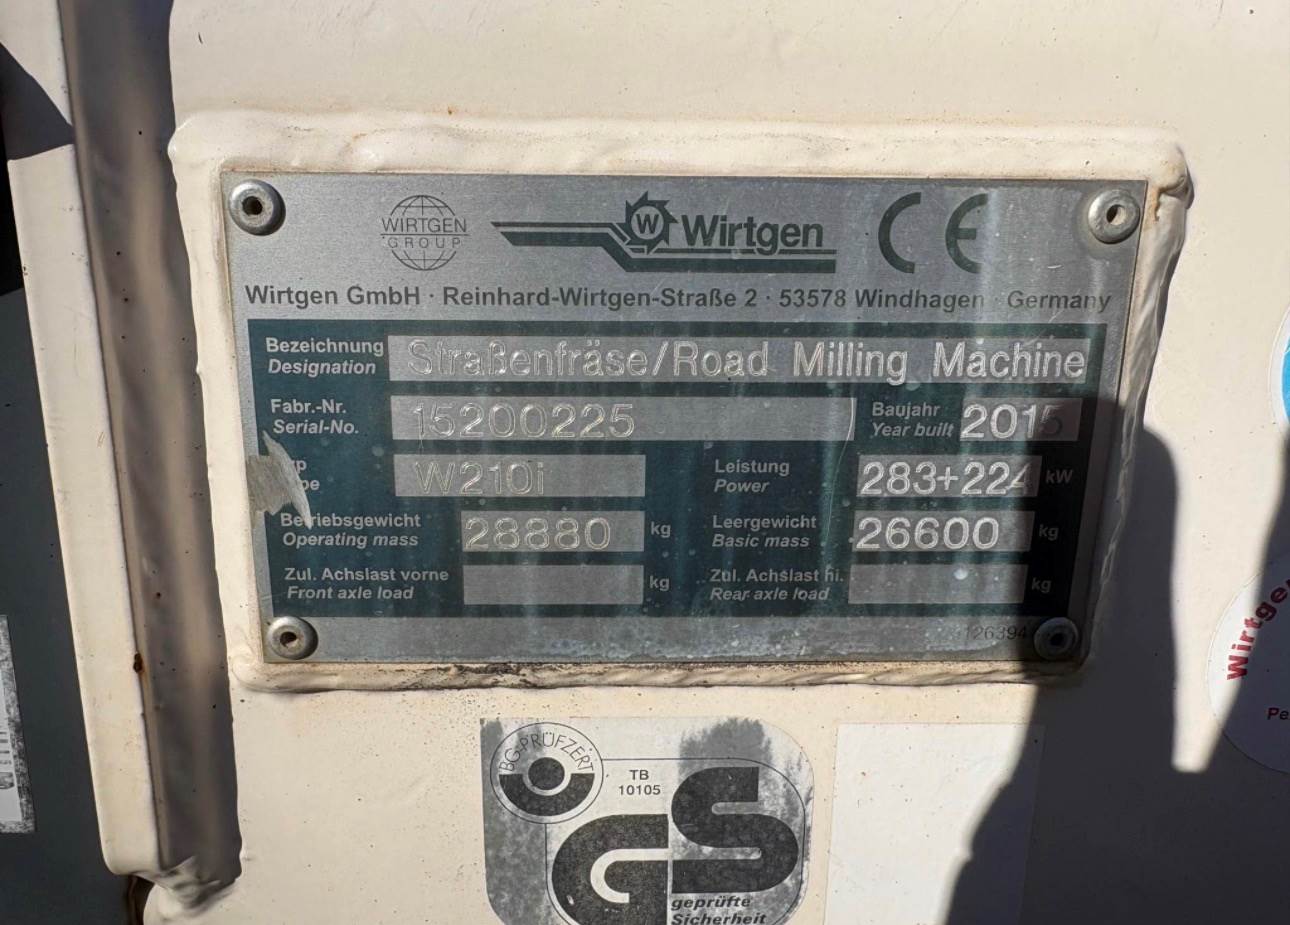 WIRTGEN
GROUP
W Wirtgen CE
Wirtgen GmbH · Reinhard-Wirtgen-Straße 2 · 53578 Windhagen · Germany
Bezeichnung
Designation
Straßenfräse/Road Milling Machine
Fabr.-Nr.
Serial-No.
15200225
Baujahr
Year built
2015
W210i
Leistung
Power
283+224 kW
Betriebsgewicht
Operating mass
28880 kg
Leergewicht
Basic mass
26600 kg
Zul. Achslast vorne
Front axle load
kg
Zul. Achslast hi.
Rear axle load
kg
126394
BG-PRÜFZERT
TB
10105
GS
geprüfte
Sicherheit
Wirtgen